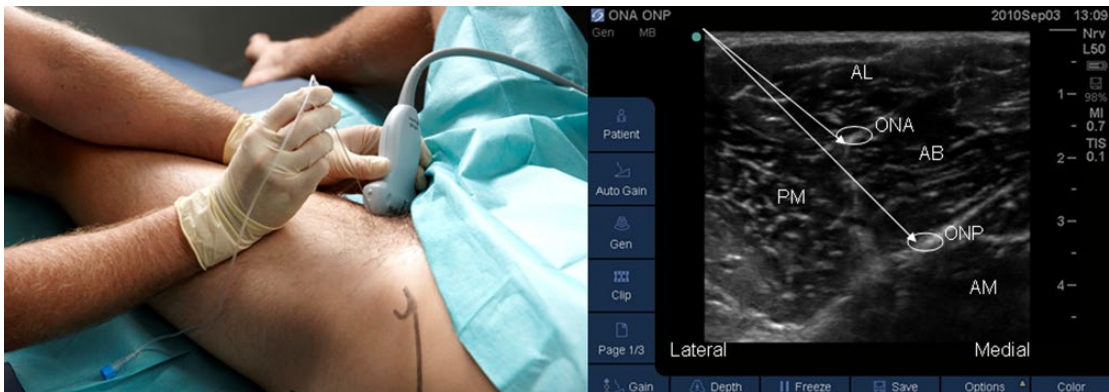 ONA ONP
2010Sep03 13:09
Gen MB
Nrv
L50
98%
MI
0.7
TIS
0.1
Patient
Auto Gain
Gen
Clip
Page 1/3
AL
ONA
AB
PM
ONP
AM
1
2
3
4
Lateral
Medial
Gain
Depth
Freeze
Save
Options
Color